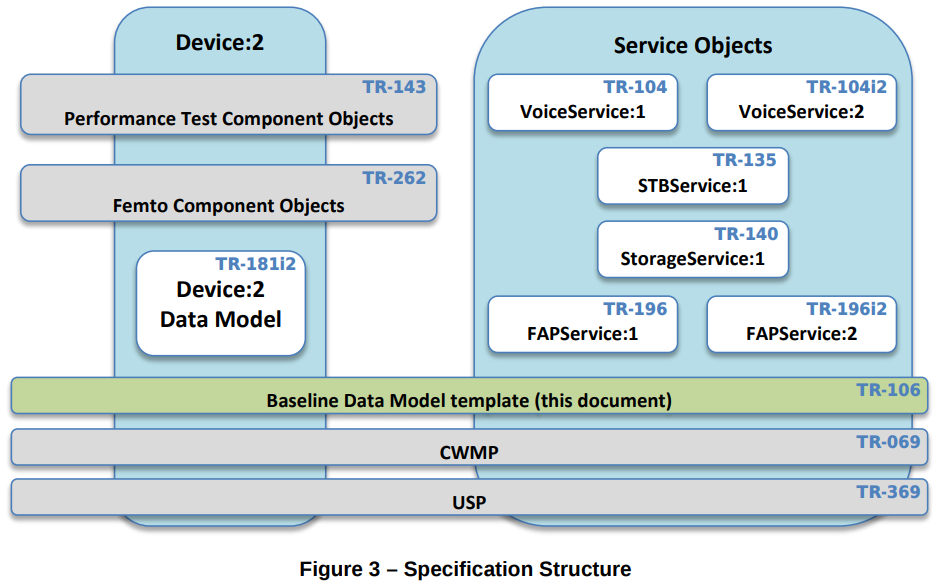 Device:2
Service Objects
TR-143
Performance Test Component Objects
TR-104
VoiceService:1
TR-104i2
VoiceService:2
TR-135
STBService:1
TR-262
Femto Component Objects
TR-140
StorageService:1
TR-181i2
Device:2
Data Model
TR-196
FAPService:1
TR-196i2
FAPService:2
TR-106
Baseline Data Model template (this document)
TR-069
CWMP
TR-369
USP
Figure 3 – Specification Structure